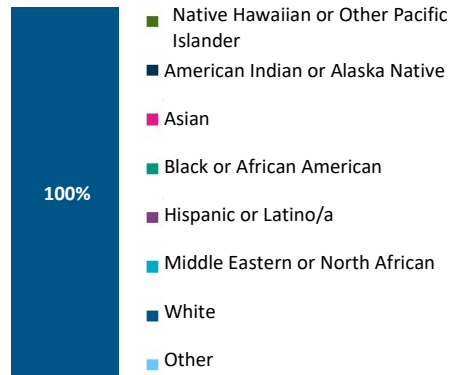 Native Hawaiian or Other Pacific
Islander
American Indian or Alaska Native
Asian
Black or African American
100%
Hispanic or Latino/a
Middle Eastern or North African
White
Other